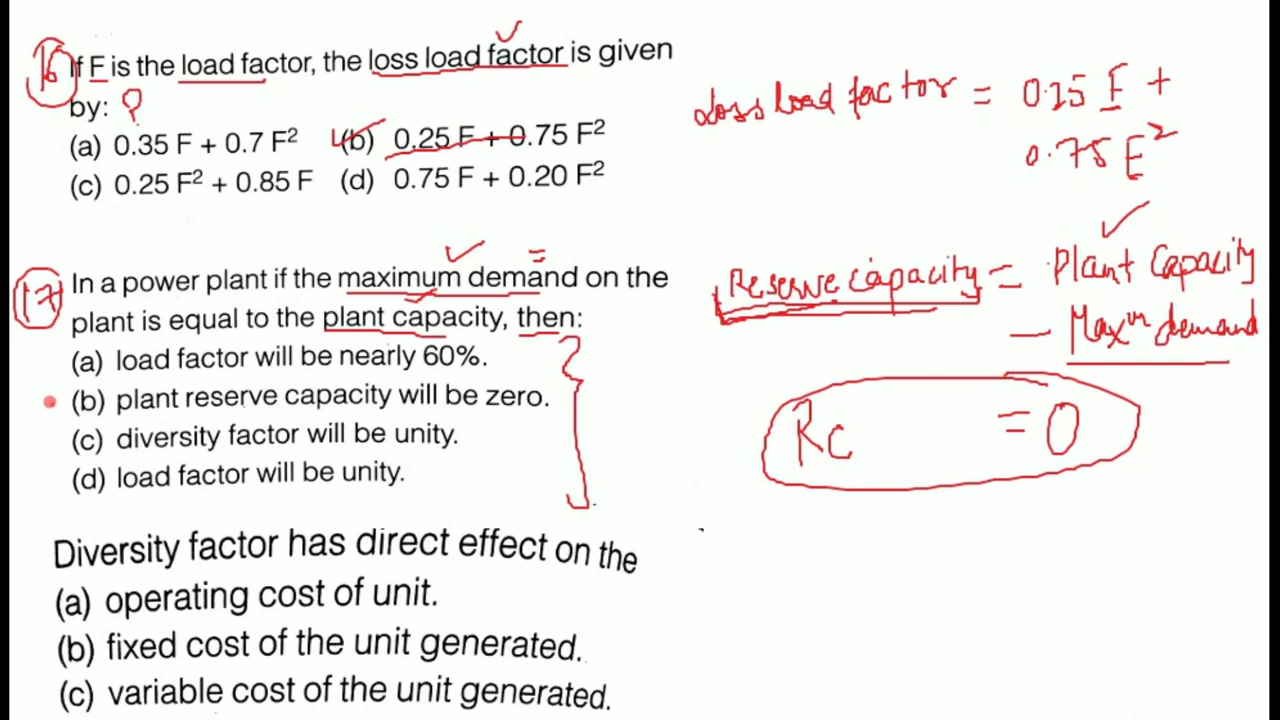 16 If F is the load factor, the loss load factor is given
by: ?
(a) 0.35 F + 0.7 F² (b) 0.25 F + 0.75 F²
(c) 0.25 F² + 0.85 F (d) 0.75 F + 0.20 F²
Loss load factor = 0.25 F +
0.75 F²
17 In a power plant if the maximum demand on the
plant is equal to the plant capacity, then:
(a) load factor will be nearly 60%.
(b) plant reserve capacity will be zero.
(c) diversity factor will be unity.
(d) load factor will be unity.
Reserve capacity = Plant Capacity
− Maxᵐ demand
Rc = 0
Diversity factor has direct effect on the
(a) operating cost of unit.
(b) fixed cost of the unit generated.
(c) variable cost of the unit generated.